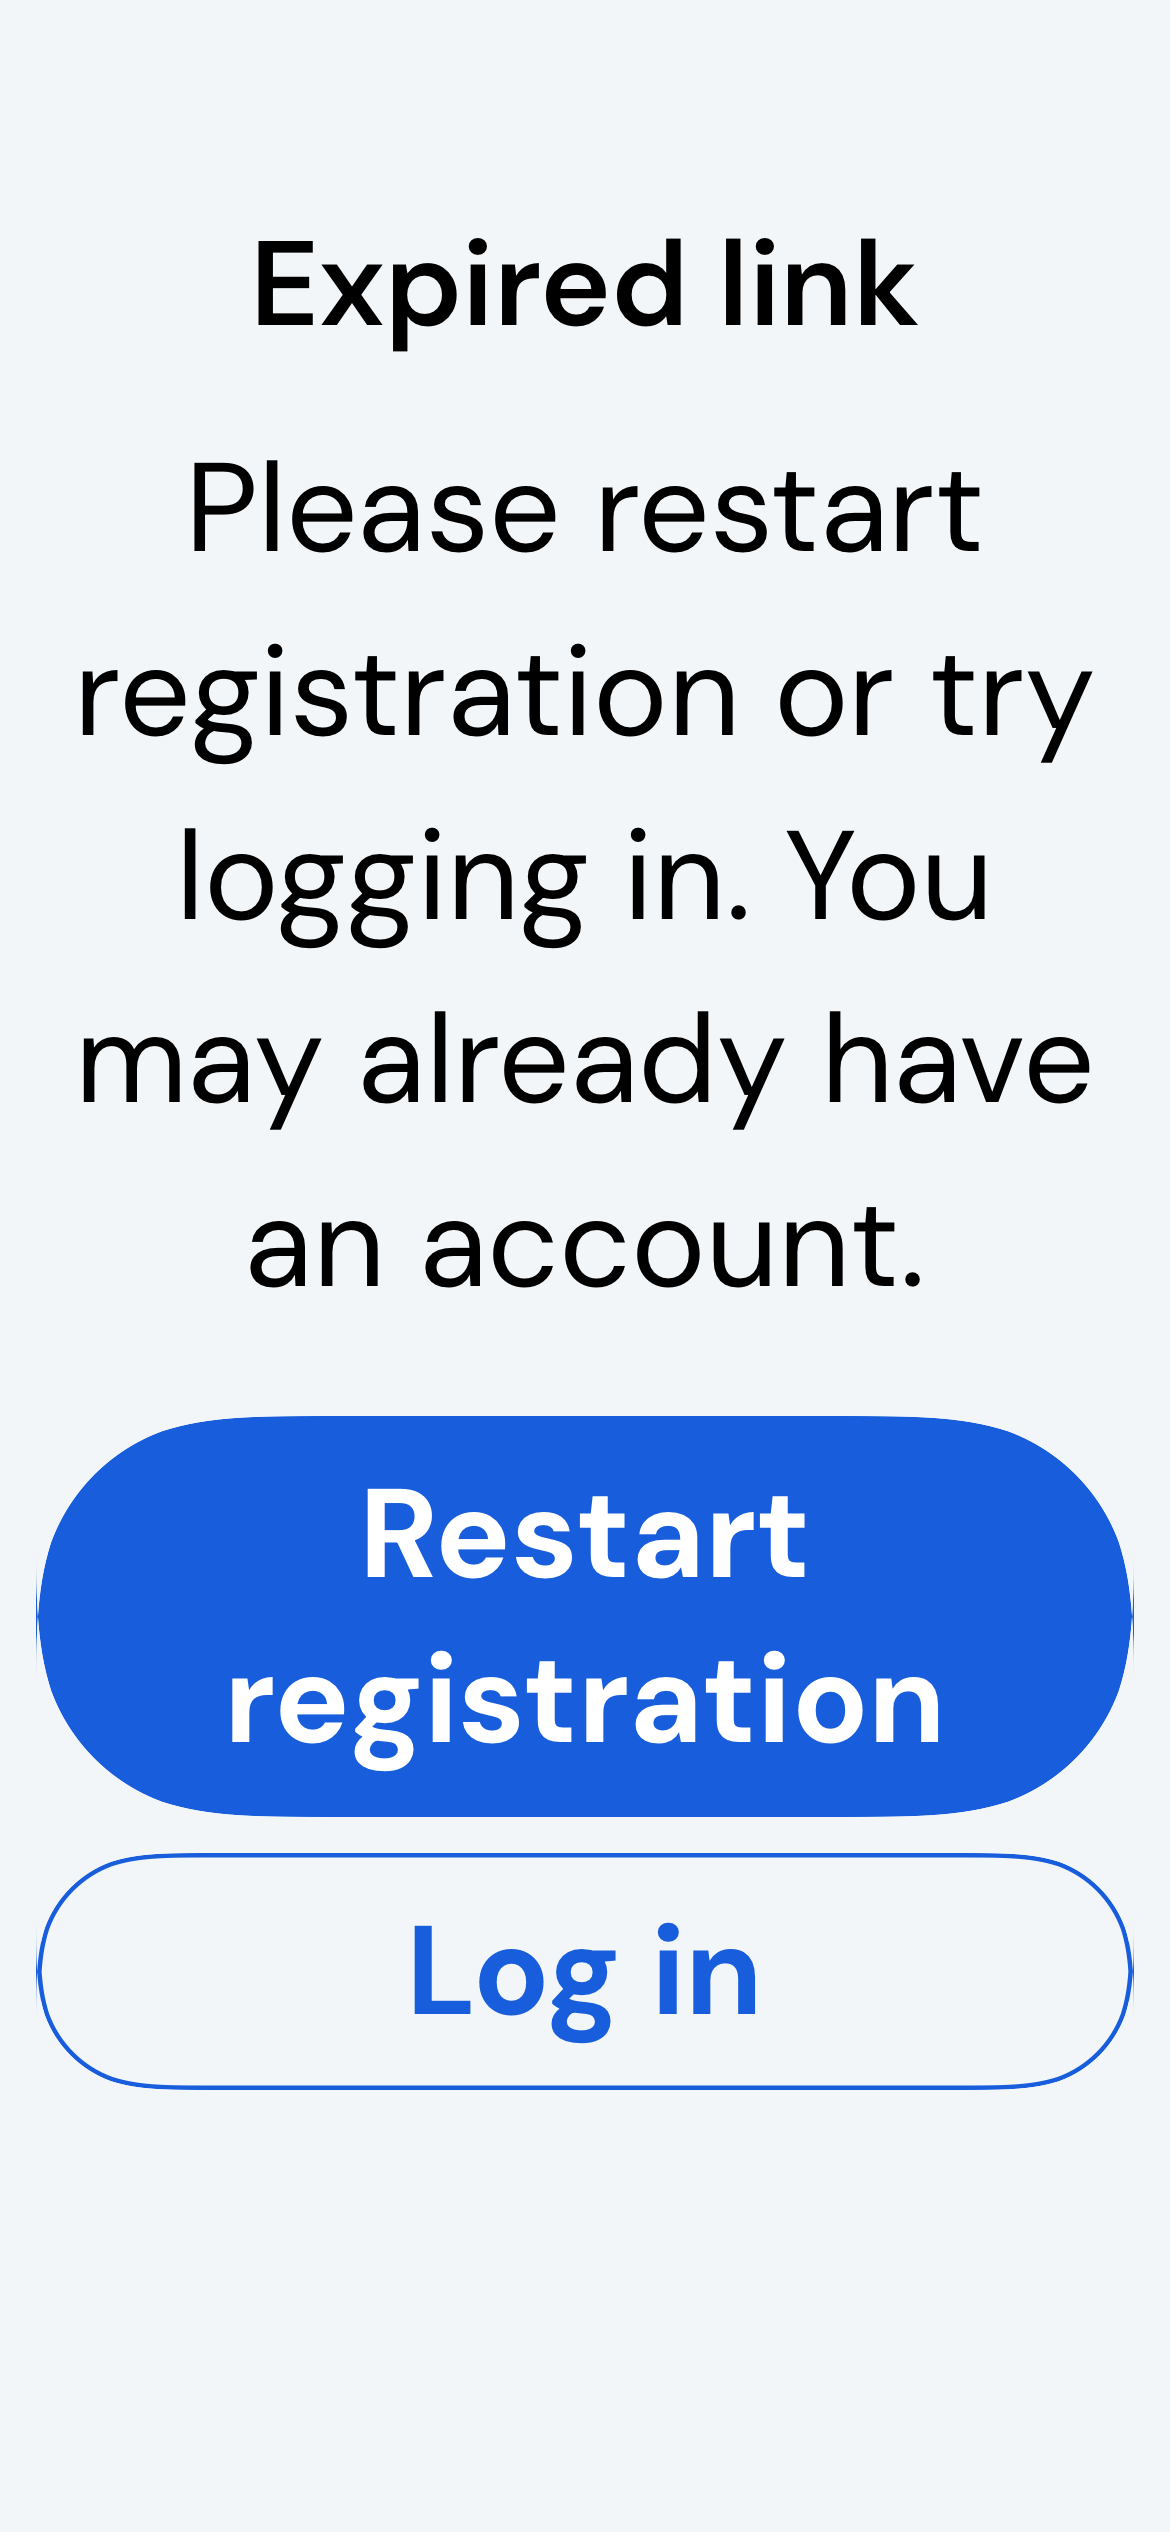 Expired link
Please restart
registration or try
logging in. You
may already have
an account.
Restart
registration
Log in